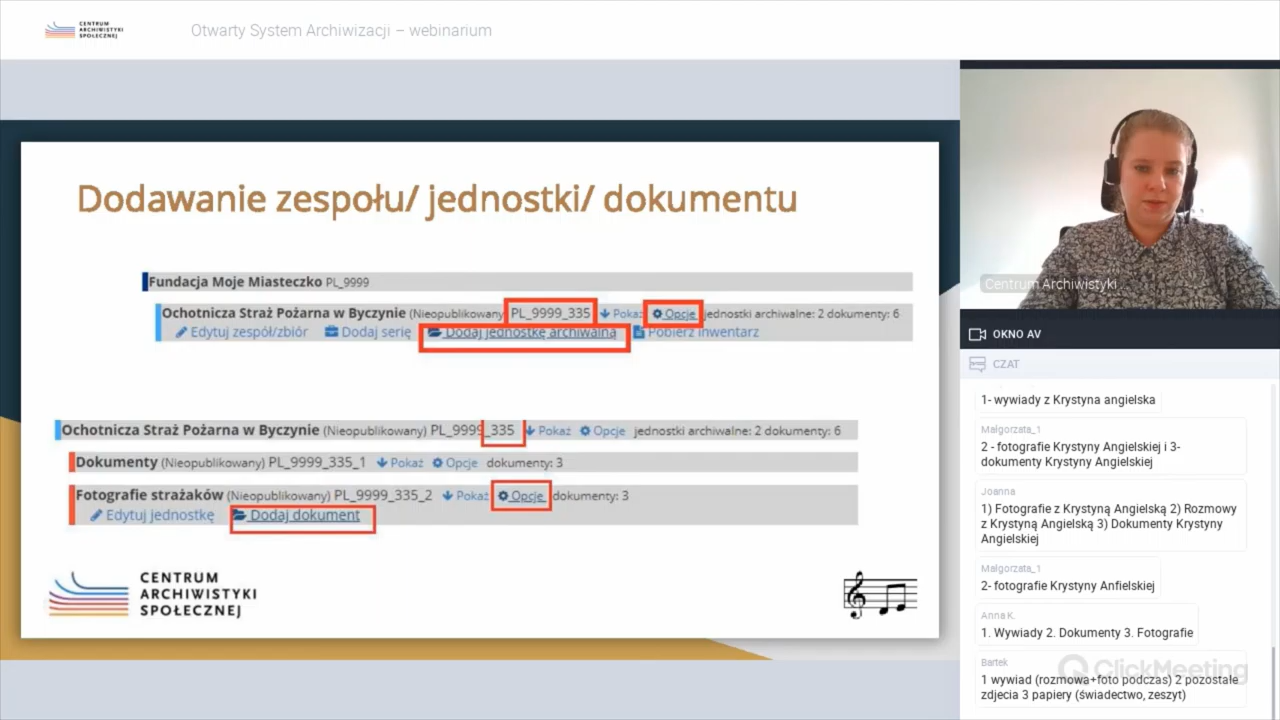 CENTRUM
ARCHIWISTYKI
SPOŁECZNEJ
Otwarty System Archiwizacji – webinarium
Dodawanie zespołu/ jednostki/ dokumentu
Fundacja Moje Miasteczko PL_9999
Ochotnicza Straż Pożarna w Byczynie (Nieopublikowany) PL_9999_335 Pokaż Opcje jednostki archiwalne: 2 dokumenty: 6
Edytuj zespół/zbiór Dodaj serię Dodaj jednostkę archiwalną Pobierz inwentarz
Ochotnicza Straż Pożarna w Byczynie (Nieopublikowany) PL_9999_335 Pokaż Opcje jednostki archiwalne: 2 dokumenty: 6
Dokumenty (Nieopublikowany) PL_9999_335_1 Pokaż Opcje dokumenty: 3
Fotografie strażaków (Nieopublikowany) PL_9999_335_2 Pokaż Opcje dokumenty: 3
Edytuj jednostkę Dodaj dokument
CENTRUM
ARCHIWISTYKI
SPOŁECZNEJ
Centrum Archiwistyki ...
OKNO AV
CZAT
1- wywiady z Krystyna angielska
Małgorzata_1
2 - fotografie Krystyny Angielskiej i 3-
dokumenty Krystyny Angielskiej
Joanna
1) Fotografie z Krystyną Angielską 2) Rozmowy
z Krystyną Angielską 3) Dokumenty Krystyny
Angielskiej
Małgorzata_1
2- fotografie Krystyny Anfielskiej
Anna K.
1. Wywiady 2. Dokumenty 3. Fotografie
Bartek
1 wywiad (rozmowa+foto podczas) 2 pozostałe
zdjecia 3 papiery (świadectwo, zeszyt)
ClickMeeting